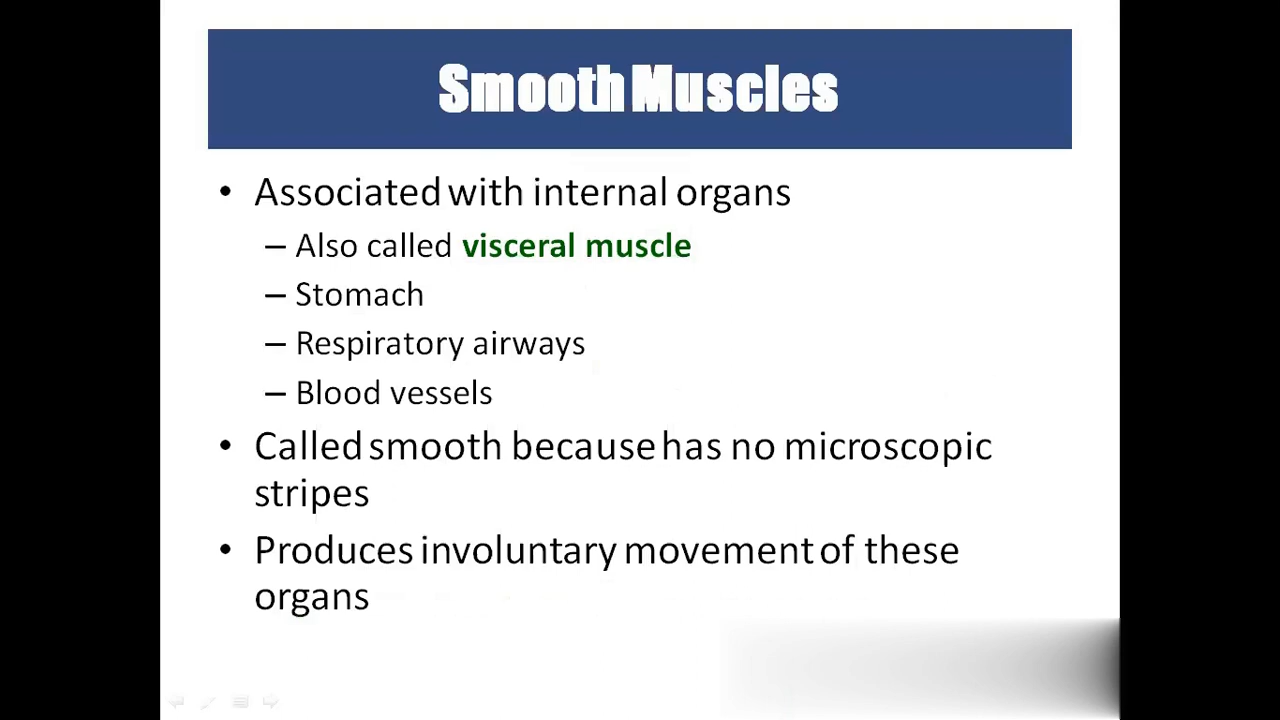 Smooth Muscles
• Associated with internal organs
– Also called visceral muscle
– Stomach
– Respiratory airways
– Blood vessels
• Called smooth because has no microscopic
stripes
• Produces involuntary movement of these
organs